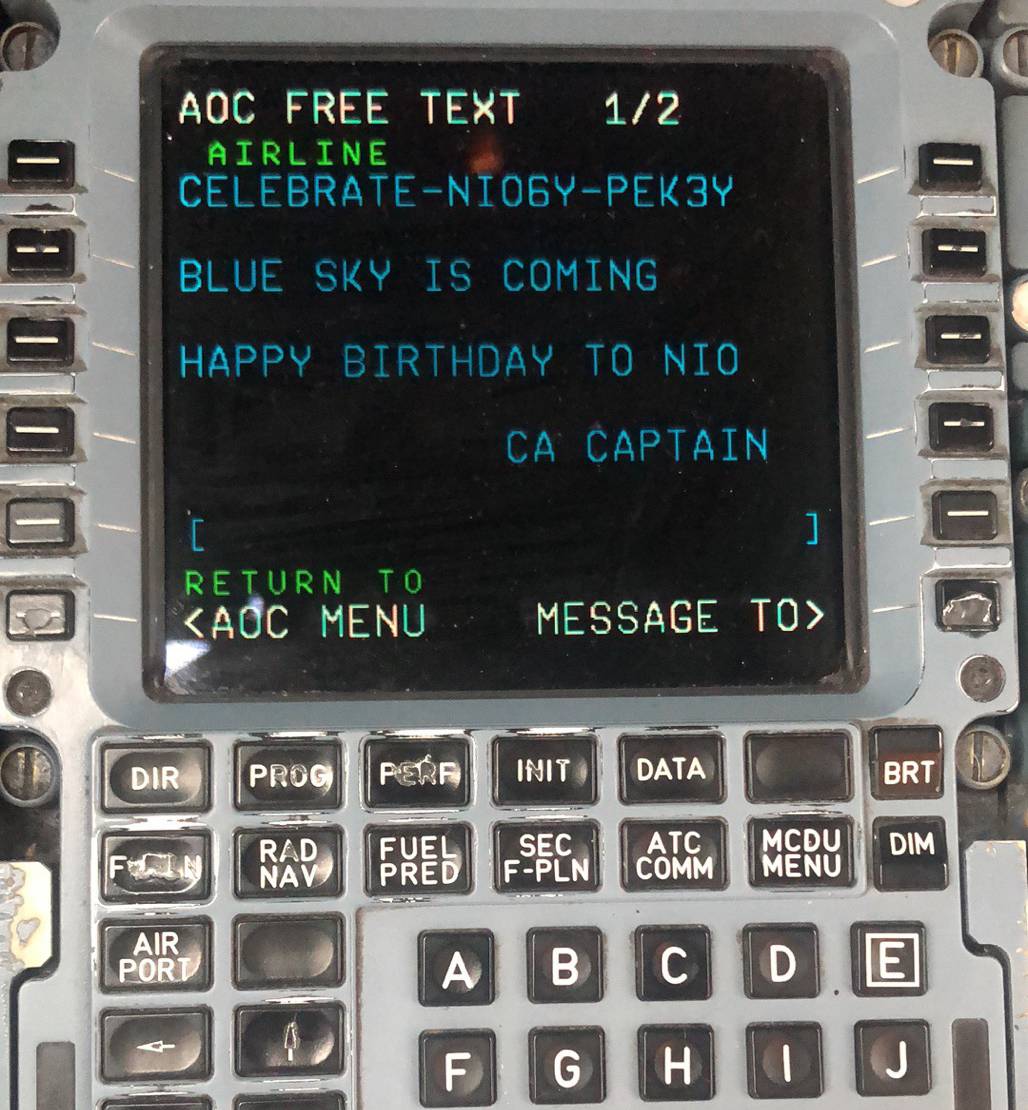 AOC FREE TEXT 1/2
AIRLINE
CELEBRATE-NIO6Y-PEK3Y
BLUE SKY IS COMING
HAPPY BIRTHDAY TO NIO
CA CAPTAIN
[ ]
RETURN TO
<AOC MENU MESSAGE TO>
DIR PROG PERF INIT DATA BRT
RAD NAV
FUEL PRED
SEC F-PLN
ATC COMM
MCDU MENU
DIM
AIR PORT
A B C D E
F G H I J